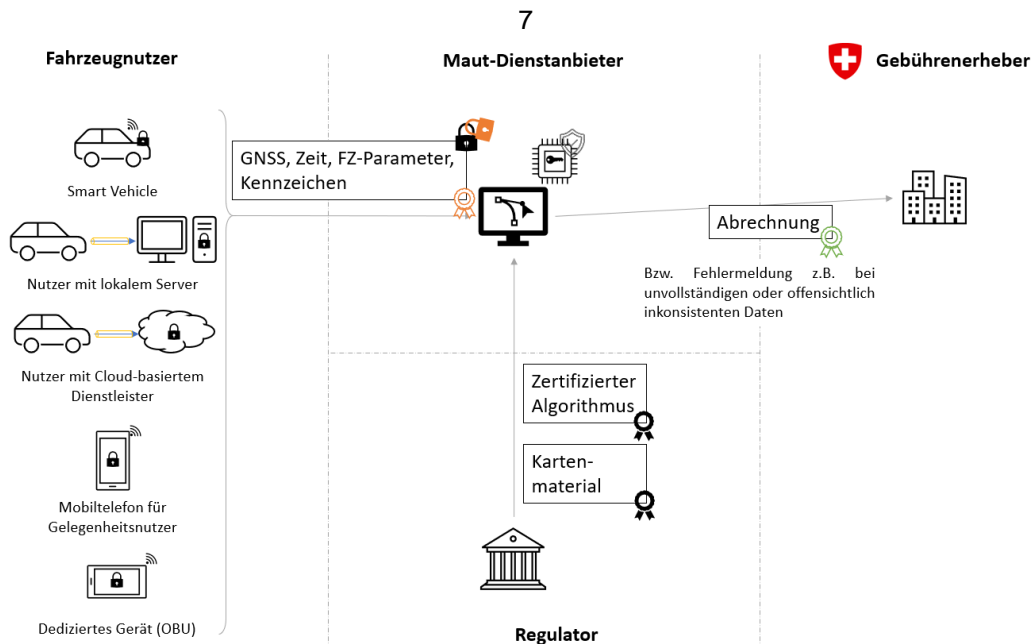 7
Fahrzeugnutzer
Maut-Dienstanbieter
Gebührenerheber
GNSS, Zeit, FZ-Parameter,
Kennzeichen
Smart Vehicle
Abrechnung
Nutzer mit lokalem Server
Bzw. Fehlermeldung z.B. bei
unvollständigen oder offensichtlich
inkonsistenten Daten
Nutzer mit Cloud-basiertem
Dienstleister
Zertifizierter
Algorithmus
Karten-
material
Mobiltelefon für
Gelegenheitsnutzer
Dediziertes Gerät (OBU)
Regulator